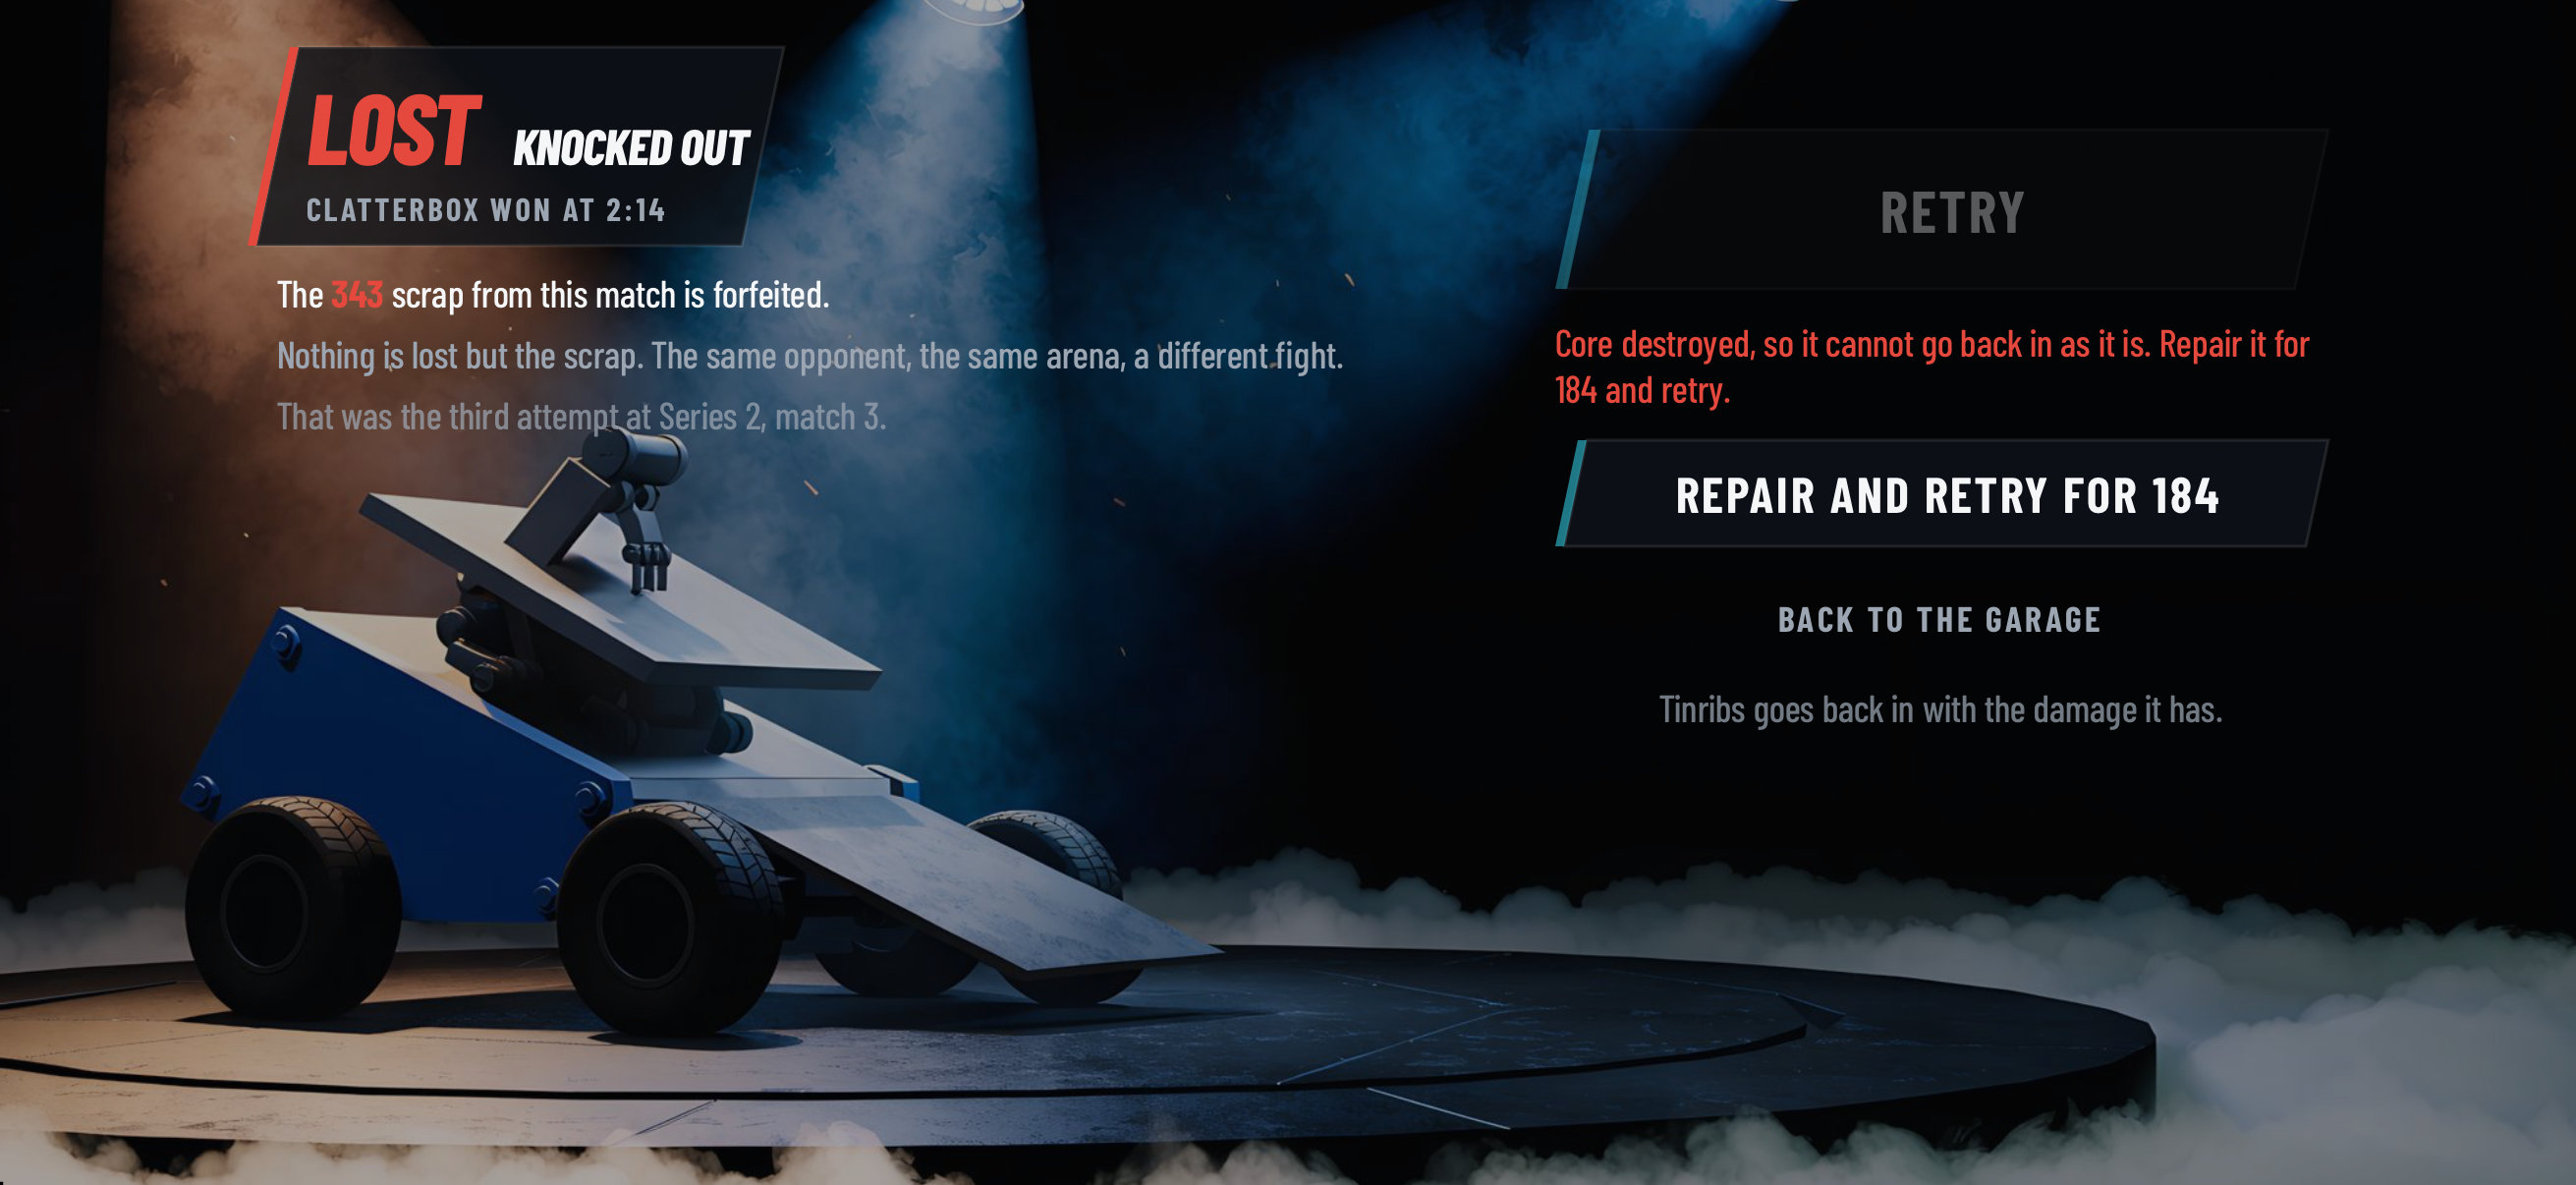 LOST KNOCKED OUT
CLATTERBOX WON AT 2:14
The 343 scrap from this match is forfeited.
Nothing is lost but the scrap. The same opponent, the same arena, a different fight.
That was the third attempt at Series 2, match 3.
RETRY
Core destroyed, so it cannot go back in as it is. Repair it for
184 and retry.
REPAIR AND RETRY FOR 184
BACK TO THE GARAGE
Tinribs goes back in with the damage it has.